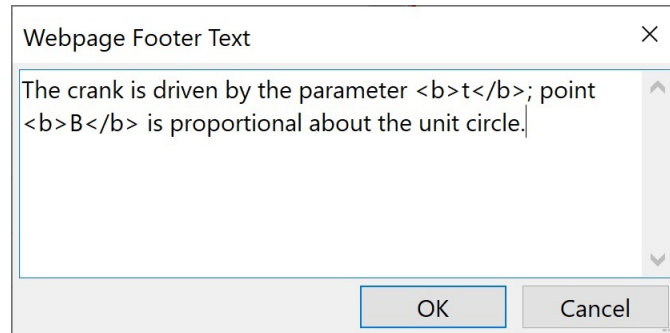 Webpage Footer Text
The crank is driven by the parameter <b>t</b>; point
<b>B</b> is proportional about the unit circle.
OK
Cancel